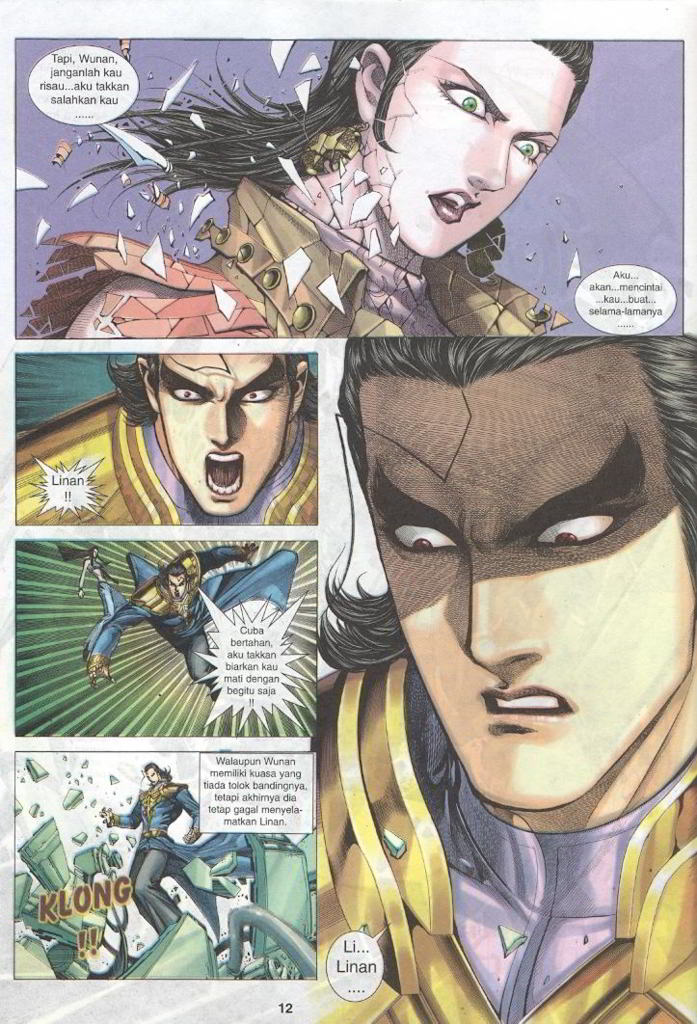 Tapi, Wunan,
janganlah kau
risau...aku takkan
salahkan kau
......
Aku...
akan...mencintai
...kau...buat...
selama-lamanya
......
Linan
!!
Cuba
bertahan,
aku takkan
biarkan kau
mati dengan
begitu saja
!!
Walaupun Wunan
memiliki kuasa yang
tiada tolok bandingnya,
tetapi akhirnya dia
tetap gagal menyela-
matkan Linan.
KLONG
!!
Li...
Linan
....
12